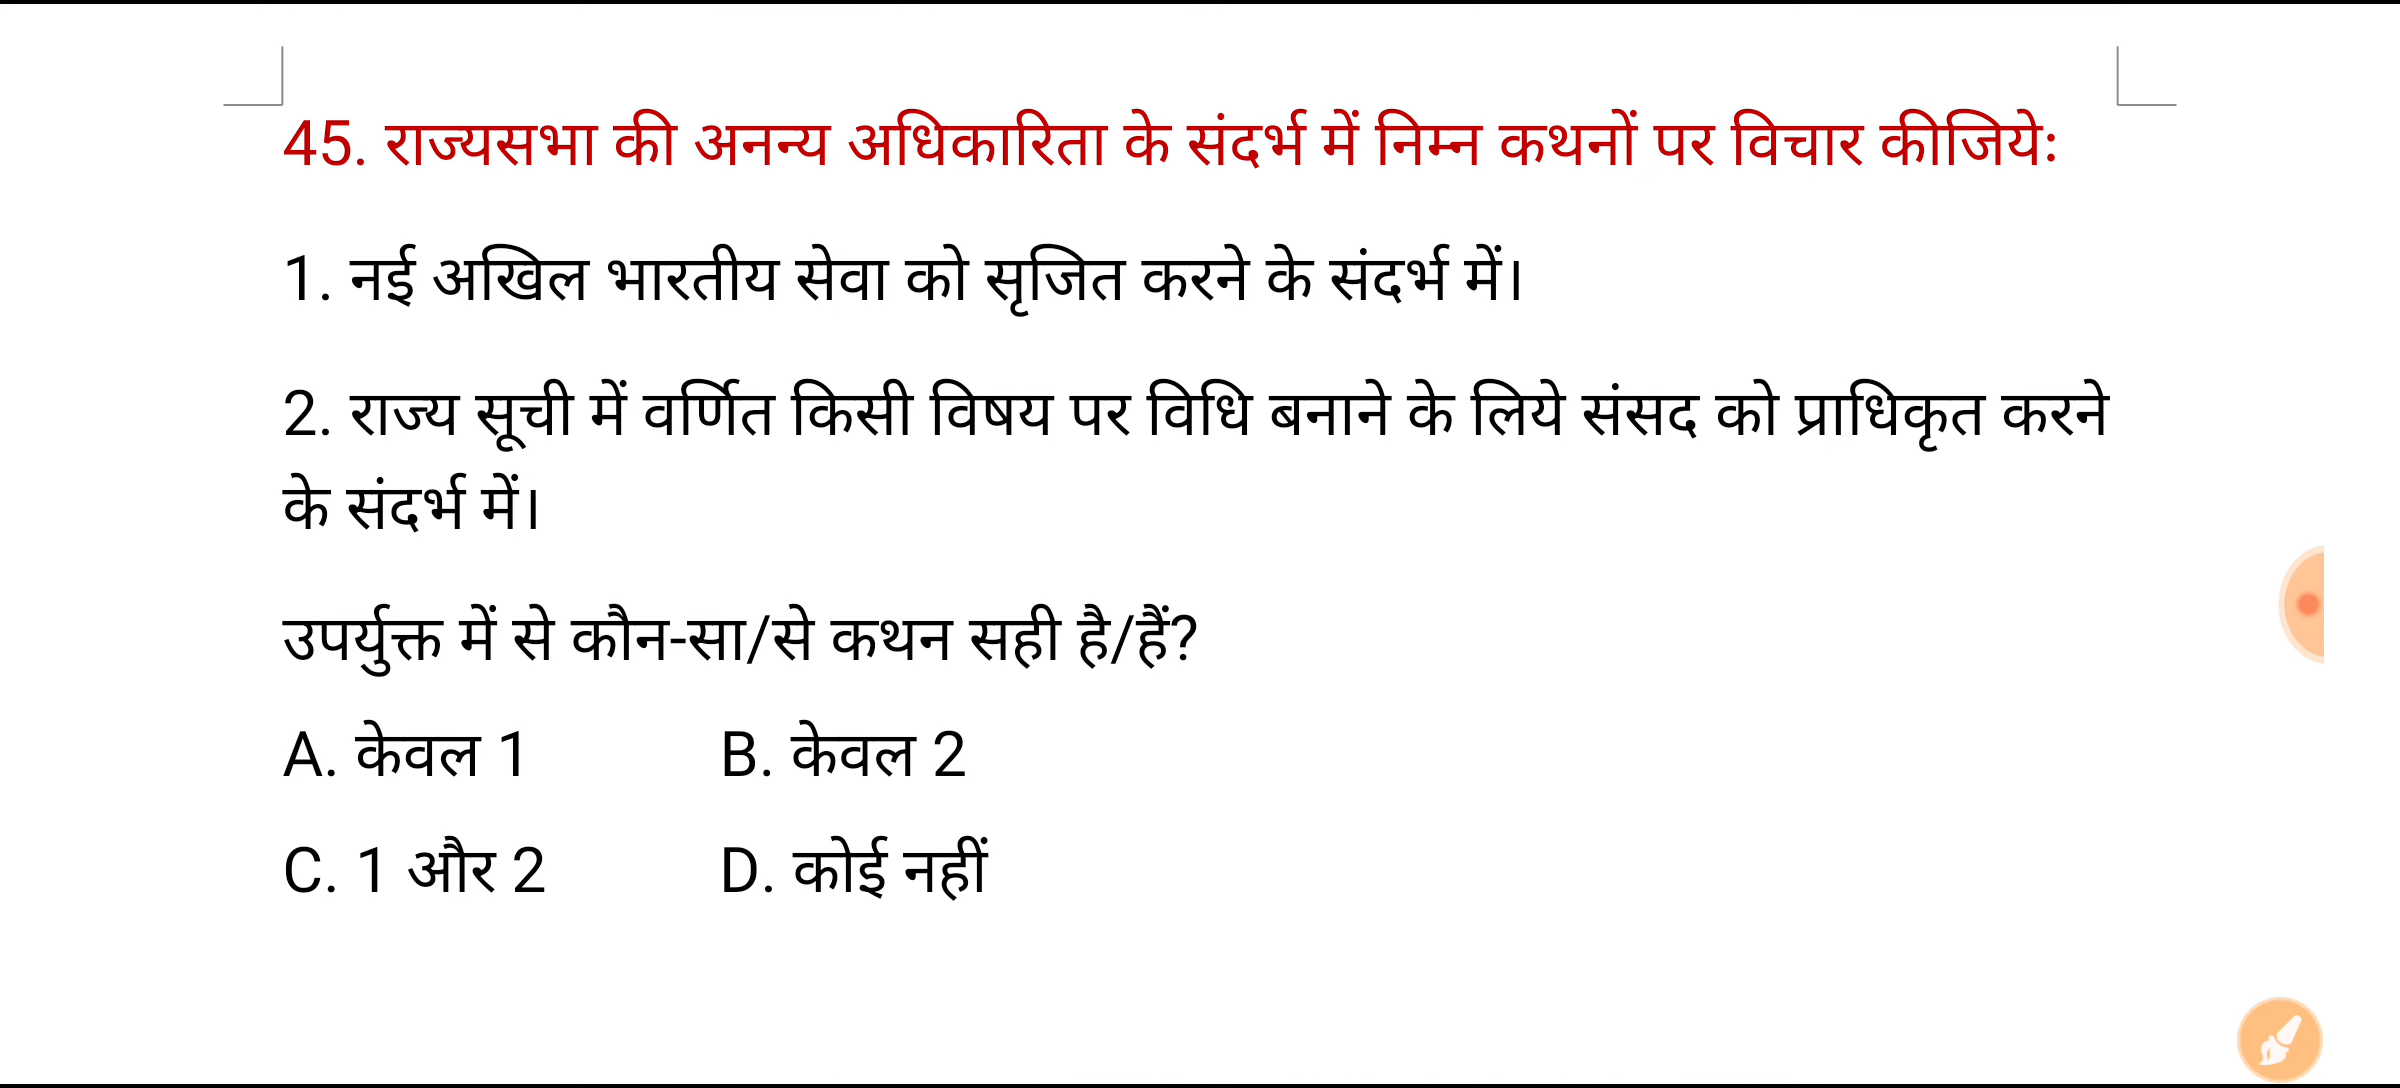 45. राज्यसभा की अनन्य अधिकारिता के संदर्भ में निम्न कथनों पर विचार कीजियेः
1. नई अखिल भारतीय सेवा को सृजित करने के संदर्भ में।
2. राज्य सूची में वर्णित किसी विषय पर विधि बनाने के लिये संसद को प्राधिकृत करने
के संदर्भ में।
उपर्युक्त में से कौन-सा/से कथन सही है/हैं?
A. केवल 1 B. केवल 2
C. 1 और 2 D. कोई नहीं